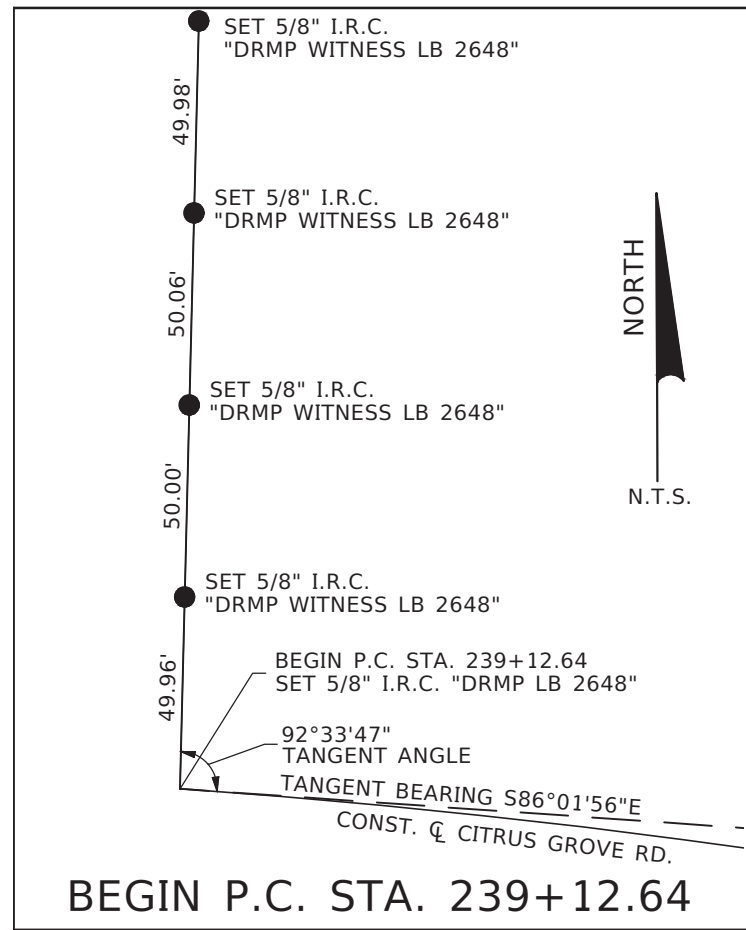 SET 5/8" I.R.C.
"DRMP WITNESS LB 2648"
49.98'
SET 5/8" I.R.C.
"DRMP WITNESS LB 2648"
NORTH
50.06'
SET 5/8" I.R.C.
"DRMP WITNESS LB 2648"
N.T.S.
50.00'
SET 5/8" I.R.C.
"DRMP WITNESS LB 2648"
49.96'
BEGIN P.C. STA. 239+12.64
SET 5/8" I.R.C. "DRMP LB 2648"
92°33'47"
TANGENT ANGLE
TANGENT BEARING S86°01'56"E
CONST. ℄ CITRUS GROVE RD.
BEGIN P.C. STA. 239+12.64